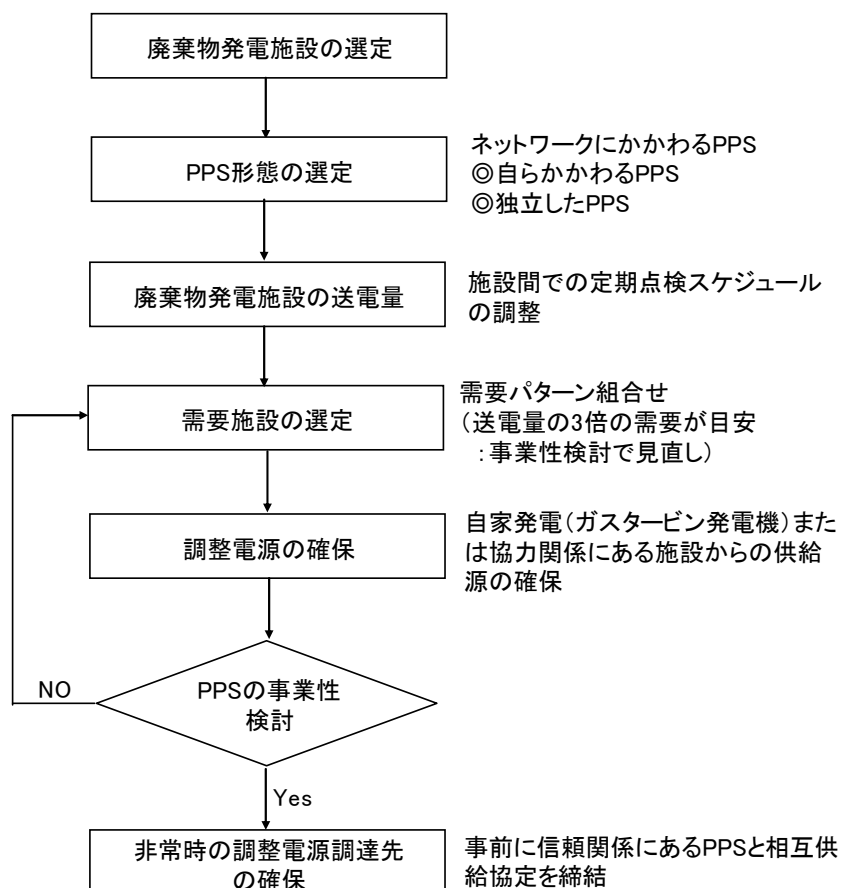 廃棄物発電施設の選定
PPS形態の選定
ネットワークにかかわるPPS
◎自らかかわるPPS
◎独立したPPS
廃棄物発電施設の送電量
施設間での定期点検スケジュール
の調整
需要施設の選定
需要パターン組合せ
（送電量の3倍の需要が目安
：事業性検討で見直し）
調整電源の確保
自家発電（ガスタービン発電機）また
は協力関係にある施設からの供給
源の確保
NO
PPSの事業性
検討
Yes
非常時の調整電源調達先
の確保
事前に信頼関係にあるPPSと相互供
給協定を締結